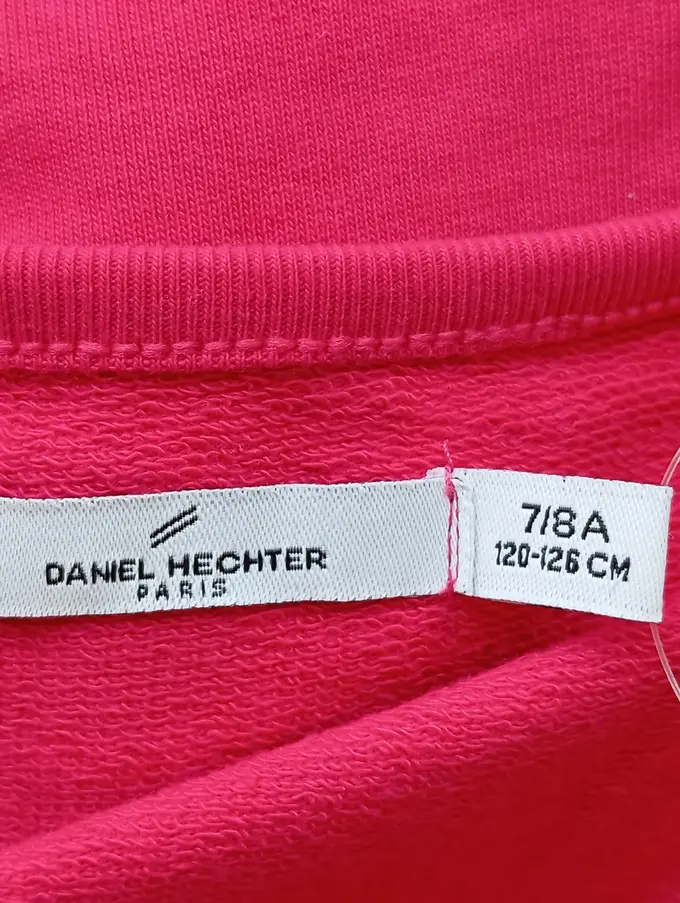 DANIEL HECHTER
PARIS
7/8A
120-126 CM